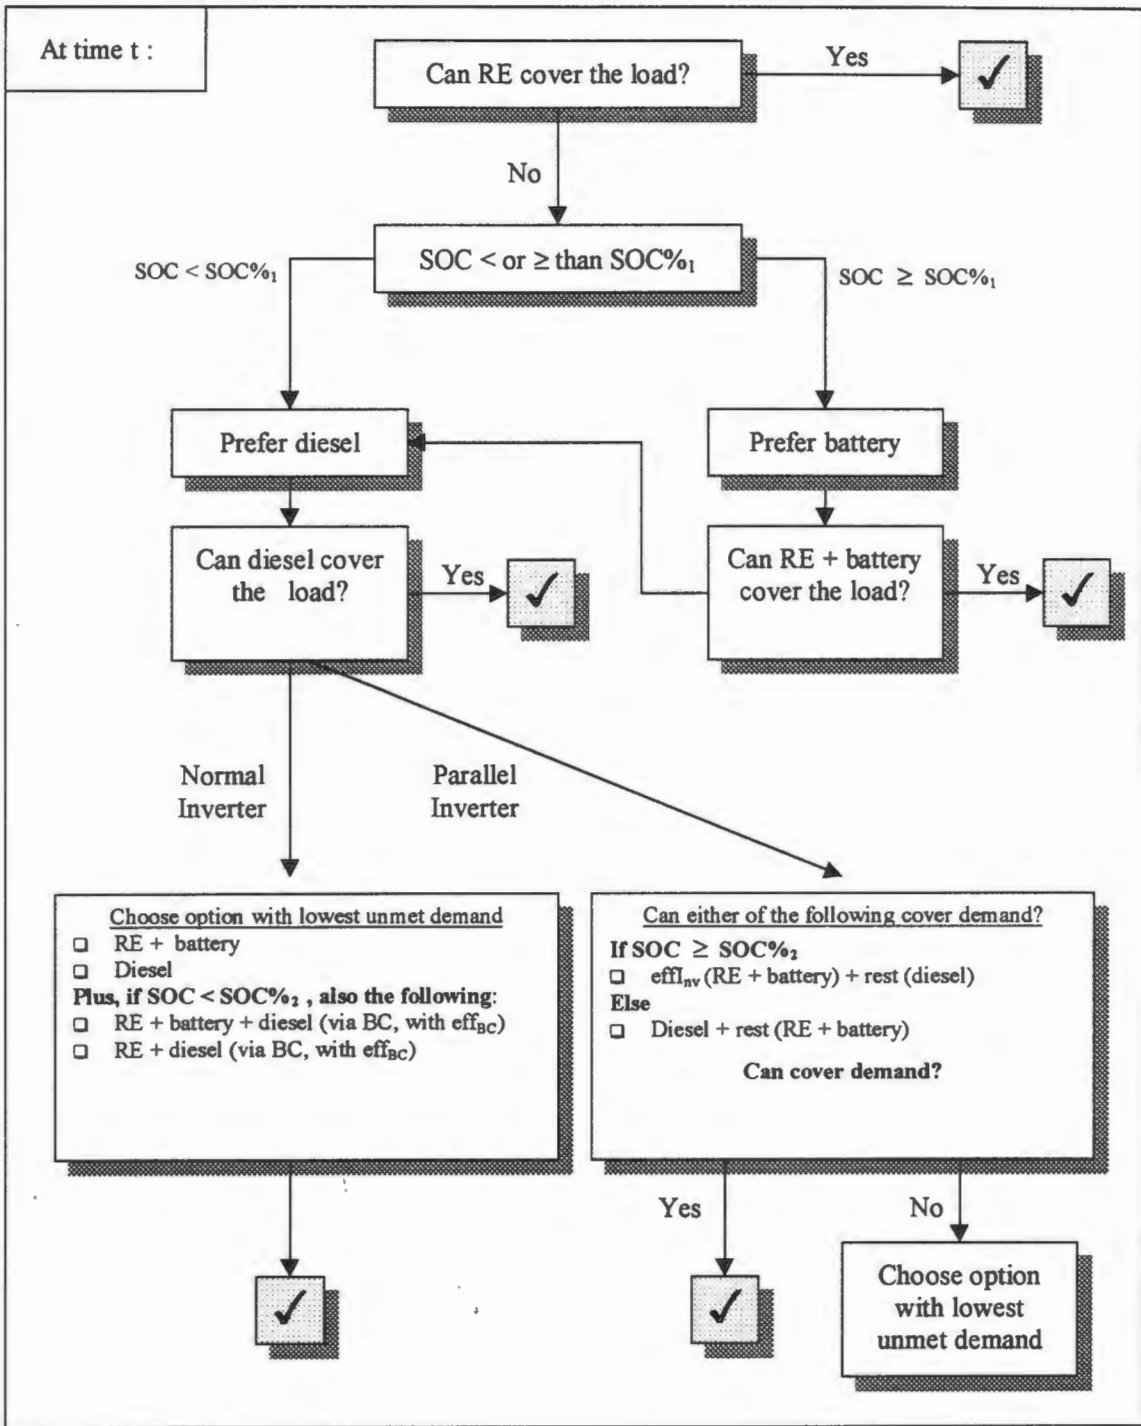 At time t :
Can RE cover the load?
Yes
No
SOC < or ≥ than SOC%₁
SOC < SOC%₁
SOC ≥ SOC%₁
Prefer diesel
Prefer battery
Can diesel cover
the load?
Yes
Can RE + battery
cover the load?
Yes
Normal
Inverter
Parallel
Inverter
Choose option with lowest unmet demand
❑ RE + battery
❑ Diesel
Plus, if SOC < SOC%₂ , also the following:
❑ RE + battery + diesel (via BC, with eff_BC)
❑ RE + diesel (via BC, with eff_BC)
Can either of the following cover demand?
If SOC ≥ SOC%₂
❑ effI_nv (RE + battery) + rest (diesel)
Else
❑ Diesel + rest (RE + battery)
Can cover demand?
Yes
No
Choose option
with lowest
unmet demand